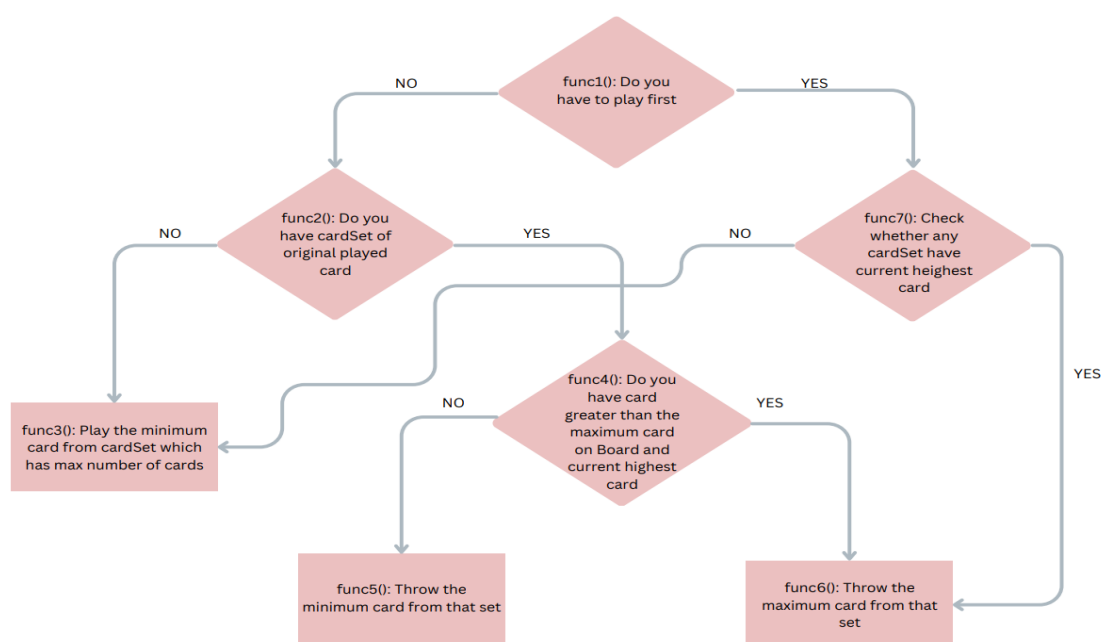 func1(): Do you
have to play first
NO
YES
func2(): Do you
have cardSet of
original played
card
func7(): Check
whether any
cardSet have
current heighest
card
NO
YES
NO
YES
func4(): Do you
have card
greater than the
maximum card
on Board and
current highest
card
NO
YES
func3(): Play the minimum
card from cardSet which
has max number of cards
func5(): Throw the
minimum card from that set
func6(): Throw the
maximum card from that
set